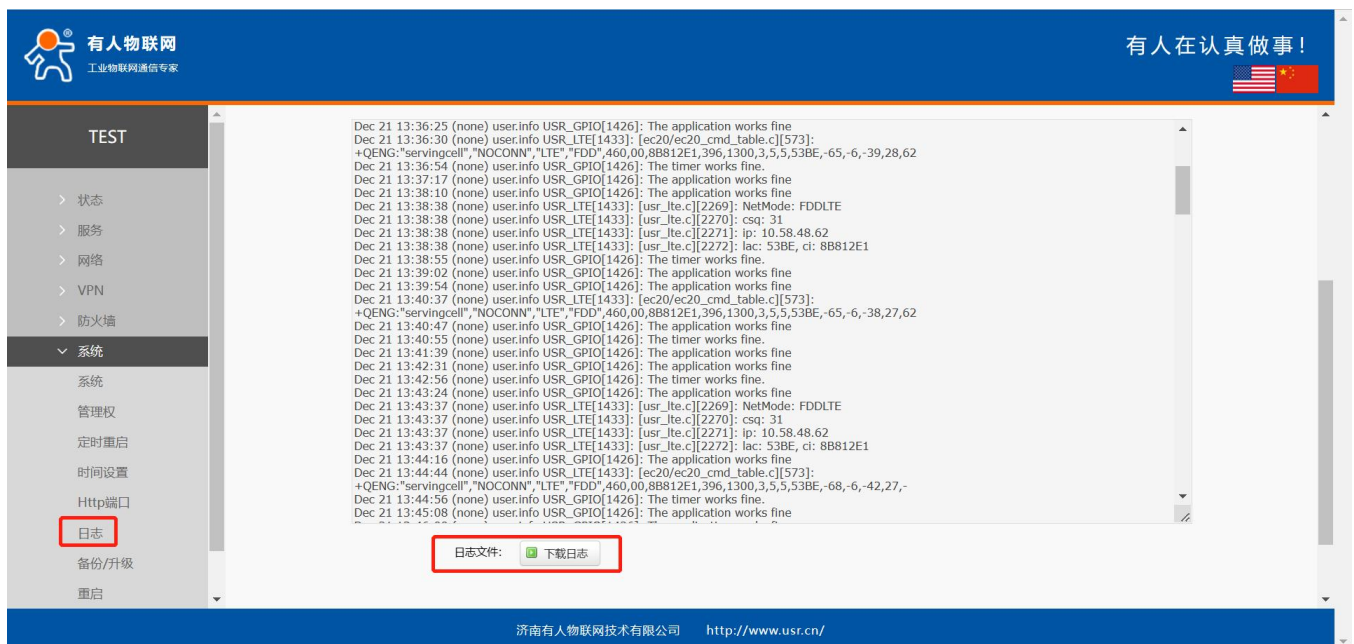 有人物联网
工业物联网通信专家
有人在认真做事！
TEST
状态
服务
网络
VPN
防火墙
系统
系统
管理权
定时重启
时间设置
Http端口
日志
备份/升级
重启
Dec 21 13:36:25 (none) user.info USR_GPIO[1426]: The application works fine
Dec 21 13:36:30 (none) user.info USR_LTE[1433]: [ec20/ec20_cmd_table.c][573]:
+QENG:"servingcell","NOCONN","LTE","FDD",460,00,8B812E1,396,1300,3,5,5,53BE,-65,-6,-39,28,62
Dec 21 13:36:54 (none) user.info USR_GPIO[1426]: The timer works fine.
Dec 21 13:37:17 (none) user.info USR_GPIO[1426]: The application works fine
Dec 21 13:38:10 (none) user.info USR_GPIO[1426]: The application works fine
Dec 21 13:38:38 (none) user.info USR_LTE[1433]: [usr_lte.c][2269]: NetMode: FDDLTE
Dec 21 13:38:38 (none) user.info USR_LTE[1433]: [usr_lte.c][2270]: csq: 31
Dec 21 13:38:38 (none) user.info USR_LTE[1433]: [usr_lte.c][2271]: ip: 10.58.48.62
Dec 21 13:38:38 (none) user.info USR_LTE[1433]: [usr_lte.c][2272]: lac: 53BE, ci: 8B812E1
Dec 21 13:38:55 (none) user.info USR_GPIO[1426]: The timer works fine.
Dec 21 13:39:02 (none) user.info USR_GPIO[1426]: The application works fine
Dec 21 13:39:54 (none) user.info USR_GPIO[1426]: The application works fine
Dec 21 13:40:37 (none) user.info USR_LTE[1433]: [ec20/ec20_cmd_table.c][573]:
+QENG:"servingcell","NOCONN","LTE","FDD",460,00,8B812E1,396,1300,3,5,5,53BE,-65,-6,-38,27,62
Dec 21 13:40:47 (none) user.info USR_GPIO[1426]: The application works fine
Dec 21 13:40:55 (none) user.info USR_GPIO[1426]: The timer works fine.
Dec 21 13:41:39 (none) user.info USR_GPIO[1426]: The application works fine
Dec 21 13:42:31 (none) user.info USR_GPIO[1426]: The application works fine
Dec 21 13:42:56 (none) user.info USR_GPIO[1426]: The timer works fine.
Dec 21 13:43:24 (none) user.info USR_GPIO[1426]: The application works fine
Dec 21 13:43:37 (none) user.info USR_LTE[1433]: [usr_lte.c][2269]: NetMode: FDDLTE
Dec 21 13:43:37 (none) user.info USR_LTE[1433]: [usr_lte.c][2270]: csq: 31
Dec 21 13:43:37 (none) user.info USR_LTE[1433]: [usr_lte.c][2271]: ip: 10.58.48.62
Dec 21 13:43:37 (none) user.info USR_LTE[1433]: [usr_lte.c][2272]: lac: 53BE, ci: 8B812E1
Dec 21 13:44:16 (none) user.info USR_GPIO[1426]: The application works fine
Dec 21 13:44:44 (none) user.info USR_LTE[1433]: [ec20/ec20_cmd_table.c][573]:
+QENG:"servingcell","NOCONN","LTE","FDD",460,00,8B812E1,396,1300,3,5,5,53BE,-68,-6,-42,27,-
Dec 21 13:44:56 (none) user.info USR_GPIO[1426]: The timer works fine.
Dec 21 13:45:08 (none) user.info USR_GPIO[1426]: The application works fine
日志文件: 下载日志
济南有人物联网技术有限公司 http://www.usr.cn/